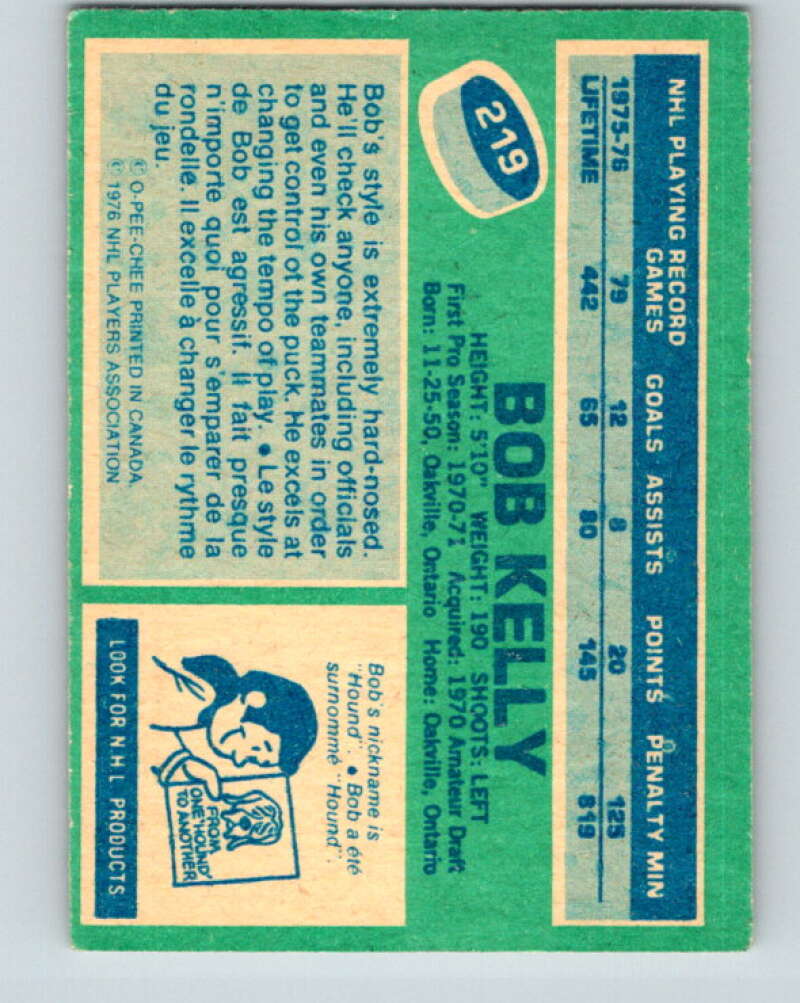 219
BOB KELLY
HEIGHT: 5'10" WEIGHT: 190 SHOOTS: LEFT
First Pro Season: 1970-71 Acquired: 1970 Amateur Draft
Born: 11-25-50, Oakville, Ontario Home: Oakville, Ontario
NHL PLAYING RECORD
GAMES GOALS ASSISTS POINTS PENALTY MIN
1975-76 79 12 8 20 125
LIFETIME 442 65 80 145 619
Bob's style is extremely hard-nosed.
He'll check anyone, including officials
and even his own teammates in order
to get control ot the puck. He excels at
changing the tempo of play. • Le style
de Bob est agressif. Il fait presque
n'importe quoi pour s'emparer de la
rondelle. Il excelle à changer le rythme
du jeu.
© O-PEE-CHEE PRINTED IN CANADA
© 1976 NHL PLAYERS ASSOCIATION
Bob's nickname is
"Hound". • Bob a été
surnommé "Hound".
FROM
ONE 'HOUND'
TO ANOTHER
LOOK FOR NHL PRODUCTS